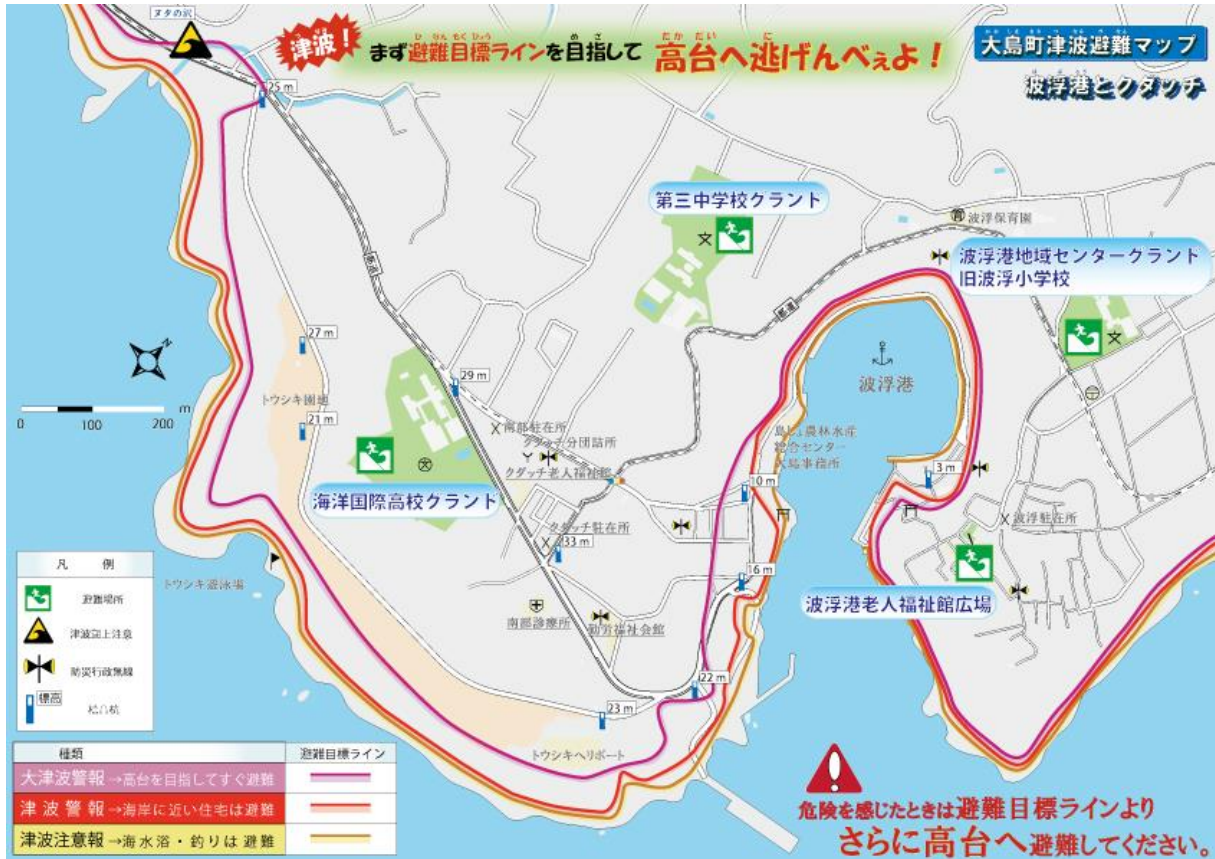 ヌタの沢
津波!
まず避難目標ラインを目指して
高台へ逃げんべぇよ!
大島町津波避難マップ
波浮港とクダッチ
25 m
都道
第三中学校グランド
文
波浮保育園
波浮港地域センターグランド
旧波浮小学校
文
27 m
29 m
都道
波浮港
N
0 100 200 m
トウシキ園地
21 m
南部駐在所
クダッチ分団詰所
クダッチ老人福祉館
島しょ農林水産
総合センター
大島事務所
文
海洋国際高校グランド
10 m
3 m
クダッチ駐在所
33 m
波浮駐在所
16 m
トウシキ遊泳場
南部診療所
勤労福祉会館
波浮港老人福祉館広場
22 m
23 m
トウシキヘリポート
凡 例
避難場所
津波遡上注意
防災行政無線
標高
種類 避難目標ライン
大津波警報→高台を目指してすぐ避難
津波警報→海岸に近い住宅は避難
津波注意報→海水浴・釣りは避難
危険を感じたときは避難目標ラインより
さらに高台へ避難してください。